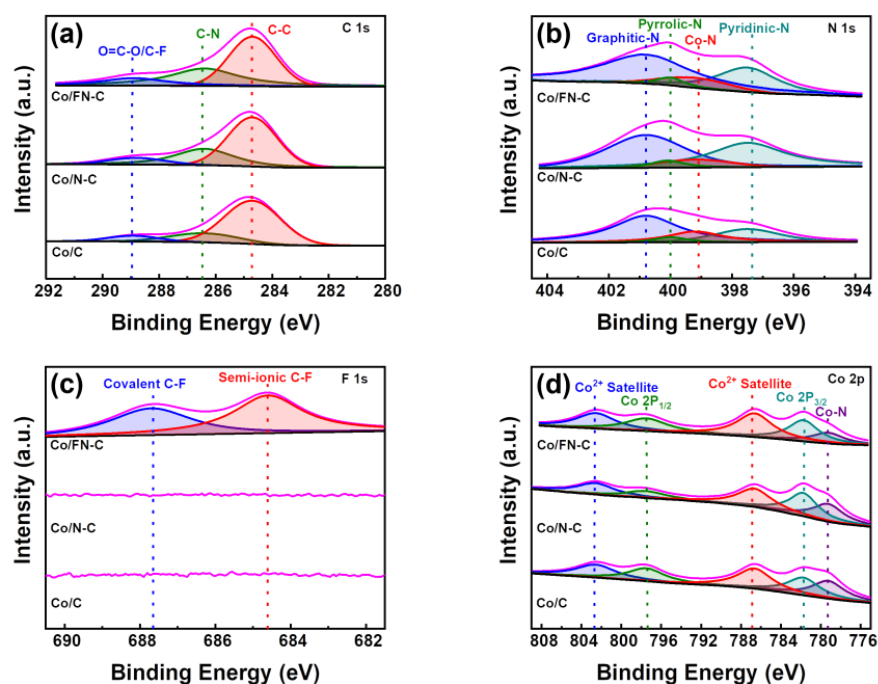 (a)
C 1s
O=C-O/C-F
C-N
C-C
Co/FN-C
Co/N-C
Co/C
Intensity (a.u.)
292 290 288 286 284 282 280
Binding Energy (eV)
(b)
N 1s
Pyrrolic-N
Graphitic-N
Co-N
Pyridinic-N
Co/FN-C
Co/N-C
Co/C
Intensity (a.u.)
404 402 400 398 396 394
Binding Energy (eV)
(c)
F 1s
Covalent C-F
Semi-ionic C-F
Co/FN-C
Co/N-C
Co/C
Intensity (a.u.)
690 688 686 684 682
Binding Energy (eV)
(d)
Co 2p
Co²⁺ Satellite
Co 2P₁/₂
Co²⁺ Satellite
Co 2P₃/₂
Co-N
Co/FN-C
Co/N-C
Co/C
Intensity (a.u.)
808 804 800 796 792 788 784 780 776
Binding Energy (eV)